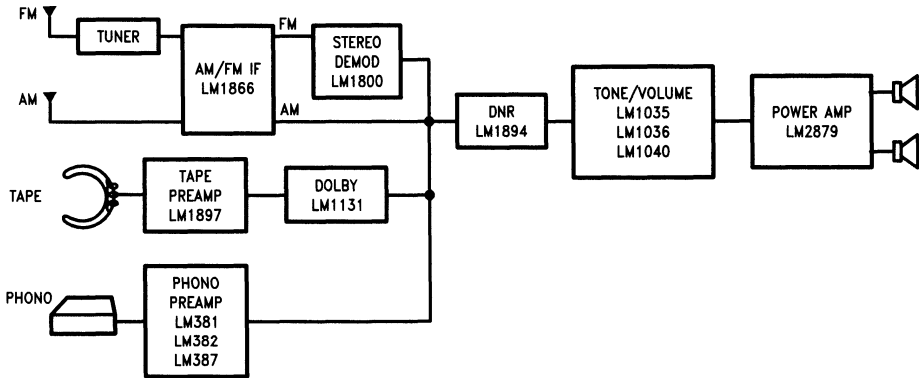 FM
TUNER
AM/FM IF
LM1866
FM
STEREO
DEMOD
LM1800
AM
AM
DNR
LM1894
TONE/VOLUME
LM1035
LM1036
LM1040
POWER AMP
LM2879
TAPE
TAPE
PREAMP
LM1897
DOLBY
LM1131
PHONO
PHONO
PREAMP
LM381
LM382
LM387